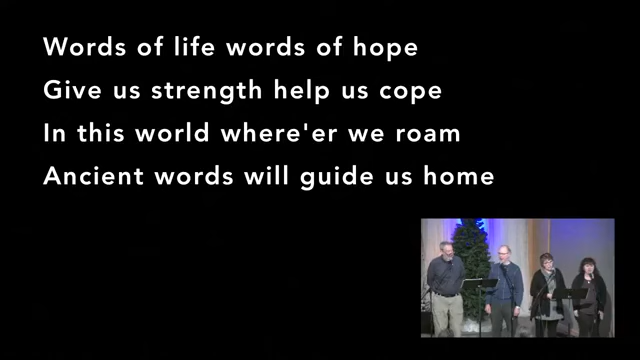 Words of life words of hope
Give us strength help us cope
In this world where'er we roam
Ancient words will guide us home